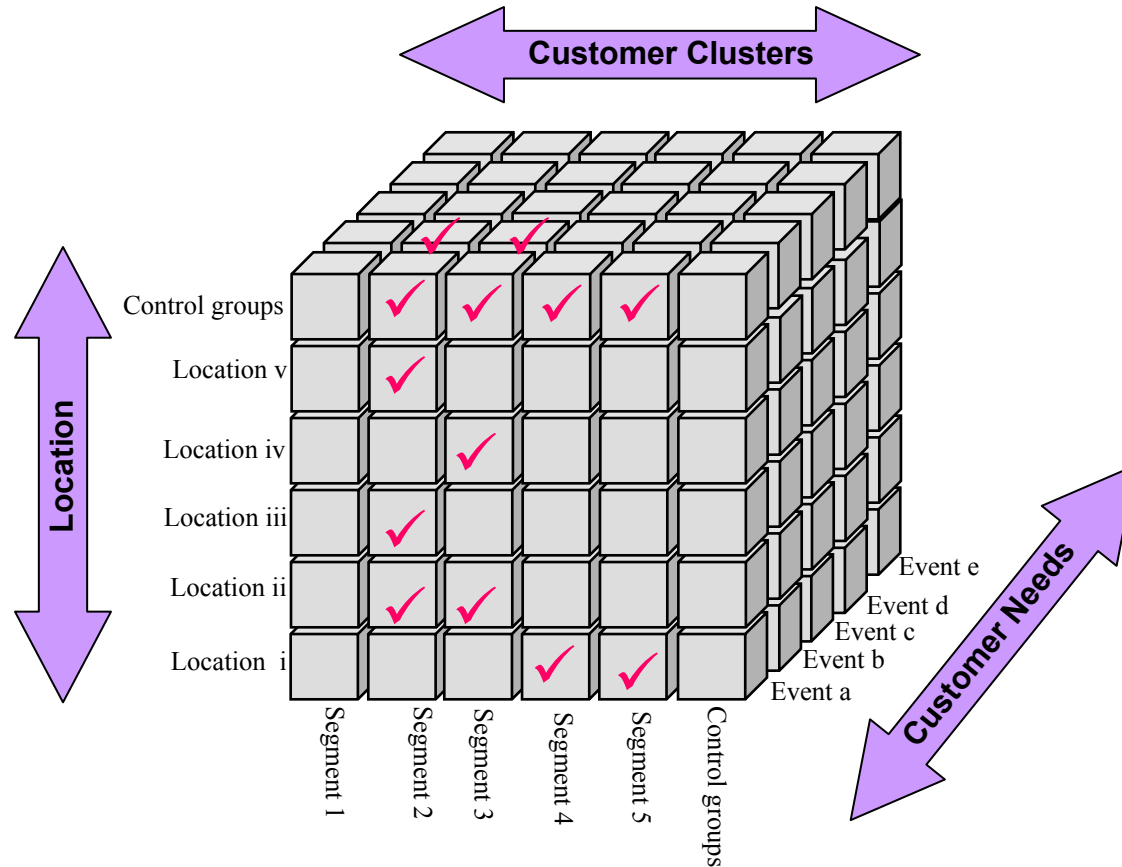 Customer Clusters
Control groups
Location v
Location iv
Location iii
Location ii
Location i
Location
Event e
Event d
Event c
Event b
Event a
Customer Needs
Segment 1
Segment 2
Segment 3
Segment 4
Segment 5
Control groups